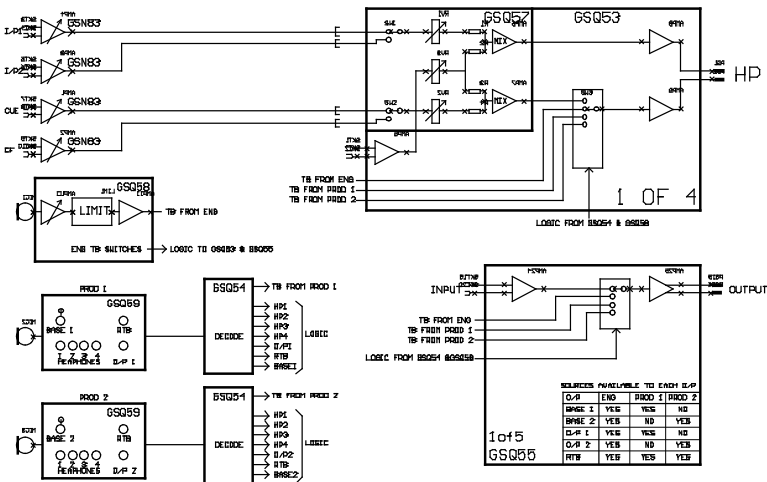 I/P1
GSN83
I/P2
GSN83
CUE
GSN83
CF
GSN83
GSQ57
GSQ53
MIX
MIX
HP
TB FROM ENG
TB FROM PROD 1
TB FROM PROD 2
1 OF 4
LOGIC FROM GSQ54 & GSQ58
GSQ58
LIMIT
TB FROM ENG
ENG TB SWITCHES
LOGIC TO GSQ53 & GSQ55
PROD 1
GSQ59
BASE 1
RTB
1 2 3 4
HEAPHONES
O/P 1
GSQ54
DECODE
TB FROM PROD 1
HP1
HP2
HP3
HP4
O/P1
RTB
BASE1
LOGIC
PROD 2
GSQ59
BASE 2
RTB
1 2 3 4
HEAPHONES
O/P 2
GSQ54
DECODE
TB FROM PROD 2
HP1
HP2
HP3
HP4
O/P2
RTB
BASE2
LOGIC
INPUT
OUTPUT
TB FROM ENG
TB FROM PROD 1
TB FROM PROD 2
LOGIC FROM GSQ54 &GSQ58
1of5
GSQ55
SOURCES AVAILABLE TO EACH O/P
O/P ENG PROD 1 PROD 2
BASE 1 YES YES NO
BASE 2 YES NO YES
O/P 1 YES YES NO
O/P 2 YES NO YES
RTB YES YES YES